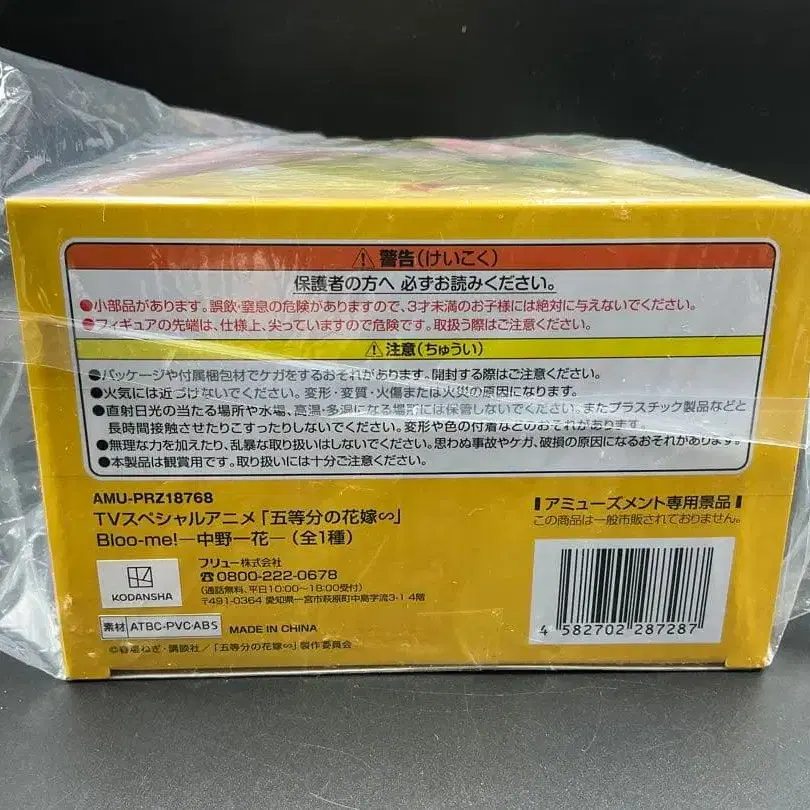 ⚠警告(けいこく)
保護者の方へ 必ずお読みください。
●小部品があります。誤飲・窒息の危険がありますので、3才未満のお子様には絶対に与えないでください。
●フィギュアの先端は、仕様上、尖っていますので危険です。取扱う際はご注意ください。
⚠注意(ちゅうい)
●パッケージや付属梱包材でケガをするおそれがあります。開封する際はご注意ください。
●火気には近づけないでください。変形・変質・火傷または火災の原因になります。
●直射日光の当たる場所や水場、高温・多湿になる場所には保管しないでください。またプラスチック製品などと
長時間接触させたりこすったりしないでください。変形や色の付着などのおそれがあります。
●無理な力を加えたり、乱暴な取り扱いはしないでください。思わぬ事故やケガ、破損の原因になるおそれがあります。
●本製品は観賞用です。取り扱いには十分ご注意ください。
AMU-PRZ18768
TVスペシャルアニメ「五等分の花嫁∽」
Bloo-me!―中野一花―(全1種)
KODANSHA
フリュー株式会社
☎0800-222-0678
(通話無料、平日10:00~18:00受付)
〒491-0364 愛知県一宮市萩原町中島字流3-1 4階
素材 ATBC-PVC・ABS
MADE IN CHINA
©春場ねぎ・講談社/「五等分の花嫁∽」製作委員会
アミューズメント専用景品
この商品は一般市販されておりません。
4 582702 287287